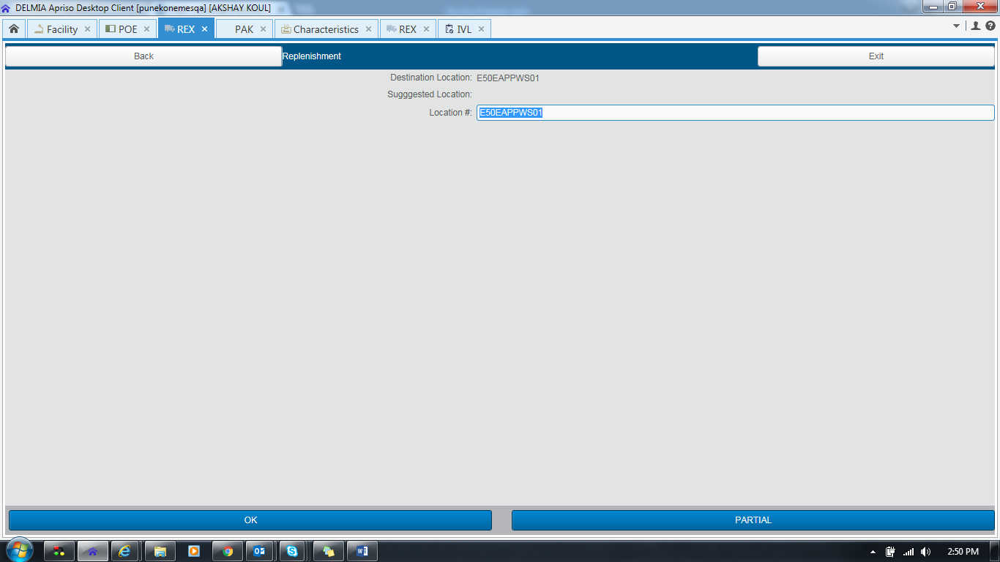 DELMIA Apriso Desktop Client [punekonemesqa] [AKSHAY KOUL]
Facility POE REX PAK Characteristics REX IVL
Back Replenishment Exit
Destination Location: E50EAPPWS01
Sugggested Location:
Location #: E50EAPPWS01
OK PARTIAL
2:50 PM